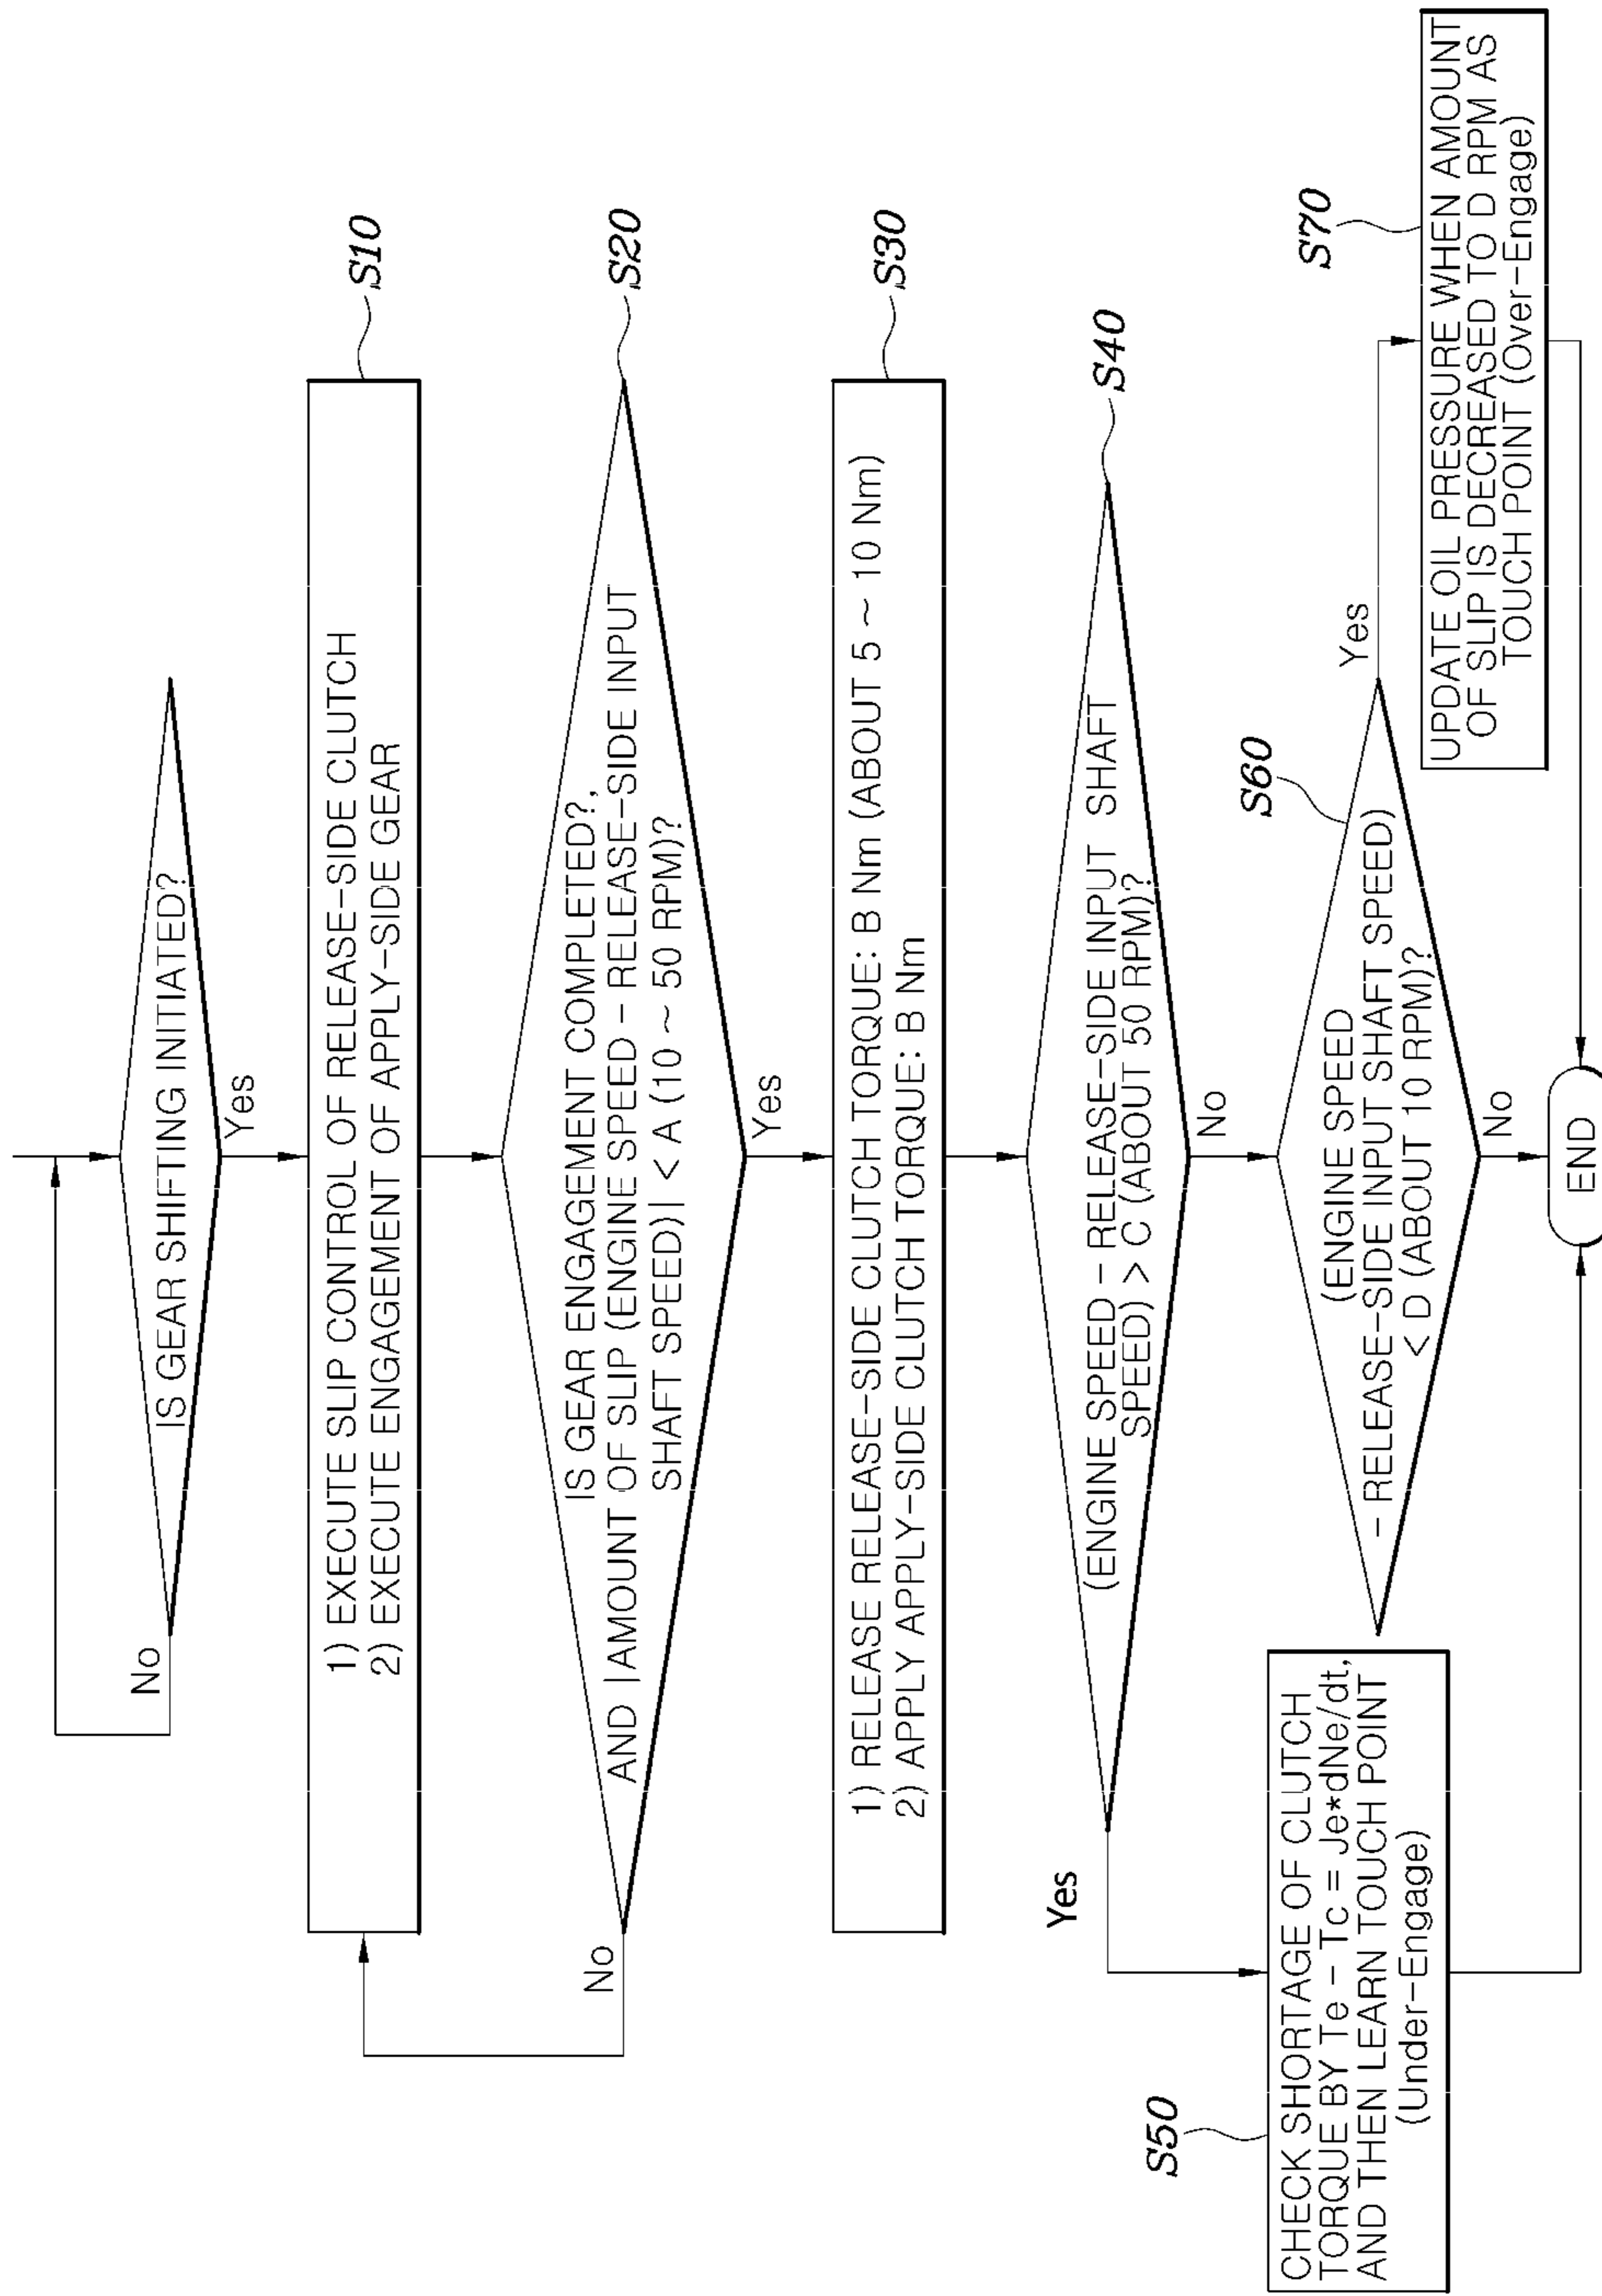 IS GEAR SHIFTING INITIATED?
No
Yes
S10
1) EXECUTE SLIP CONTROL OF RELEASE-SIDE CLUTCH
2) EXECUTE ENGAGEMENT OF APPLY-SIDE GEAR
S20
IS GEAR ENGAGEMENT COMPLETED?,
AND |AMOUNT OF SLIP (ENGINE SPEED - RELEASE-SIDE INPUT
SHAFT SPEED)| < A (10 ~ 50 RPM)?
No
Yes
S30
1) RELEASE RELEASE-SIDE CLUTCH TORQUE: B Nm (ABOUT 5 ~ 10 Nm)
2) APPLY APPLY-SIDE CLUTCH TORQUE: B Nm
S40
(ENGINE SPEED - RELEASE-SIDE INPUT SHAFT
SPEED) > C (ABOUT 50 RPM)?
Yes
No
S50
CHECK SHORTAGE OF CLUTCH
TORQUE BY Te - Tc = Je*dNe/dt,
AND THEN LEARN TOUCH POINT
(Under-Engage)
S60
(ENGINE SPEED
- RELEASE-SIDE INPUT SHAFT SPEED)
< D (ABOUT 10 RPM)?
Yes
No
S70
UPDATE OIL PRESSURE WHEN AMOUNT
OF SLIP IS DECREASED TO D RPM AS
TOUCH POINT (Over-Engage)
END